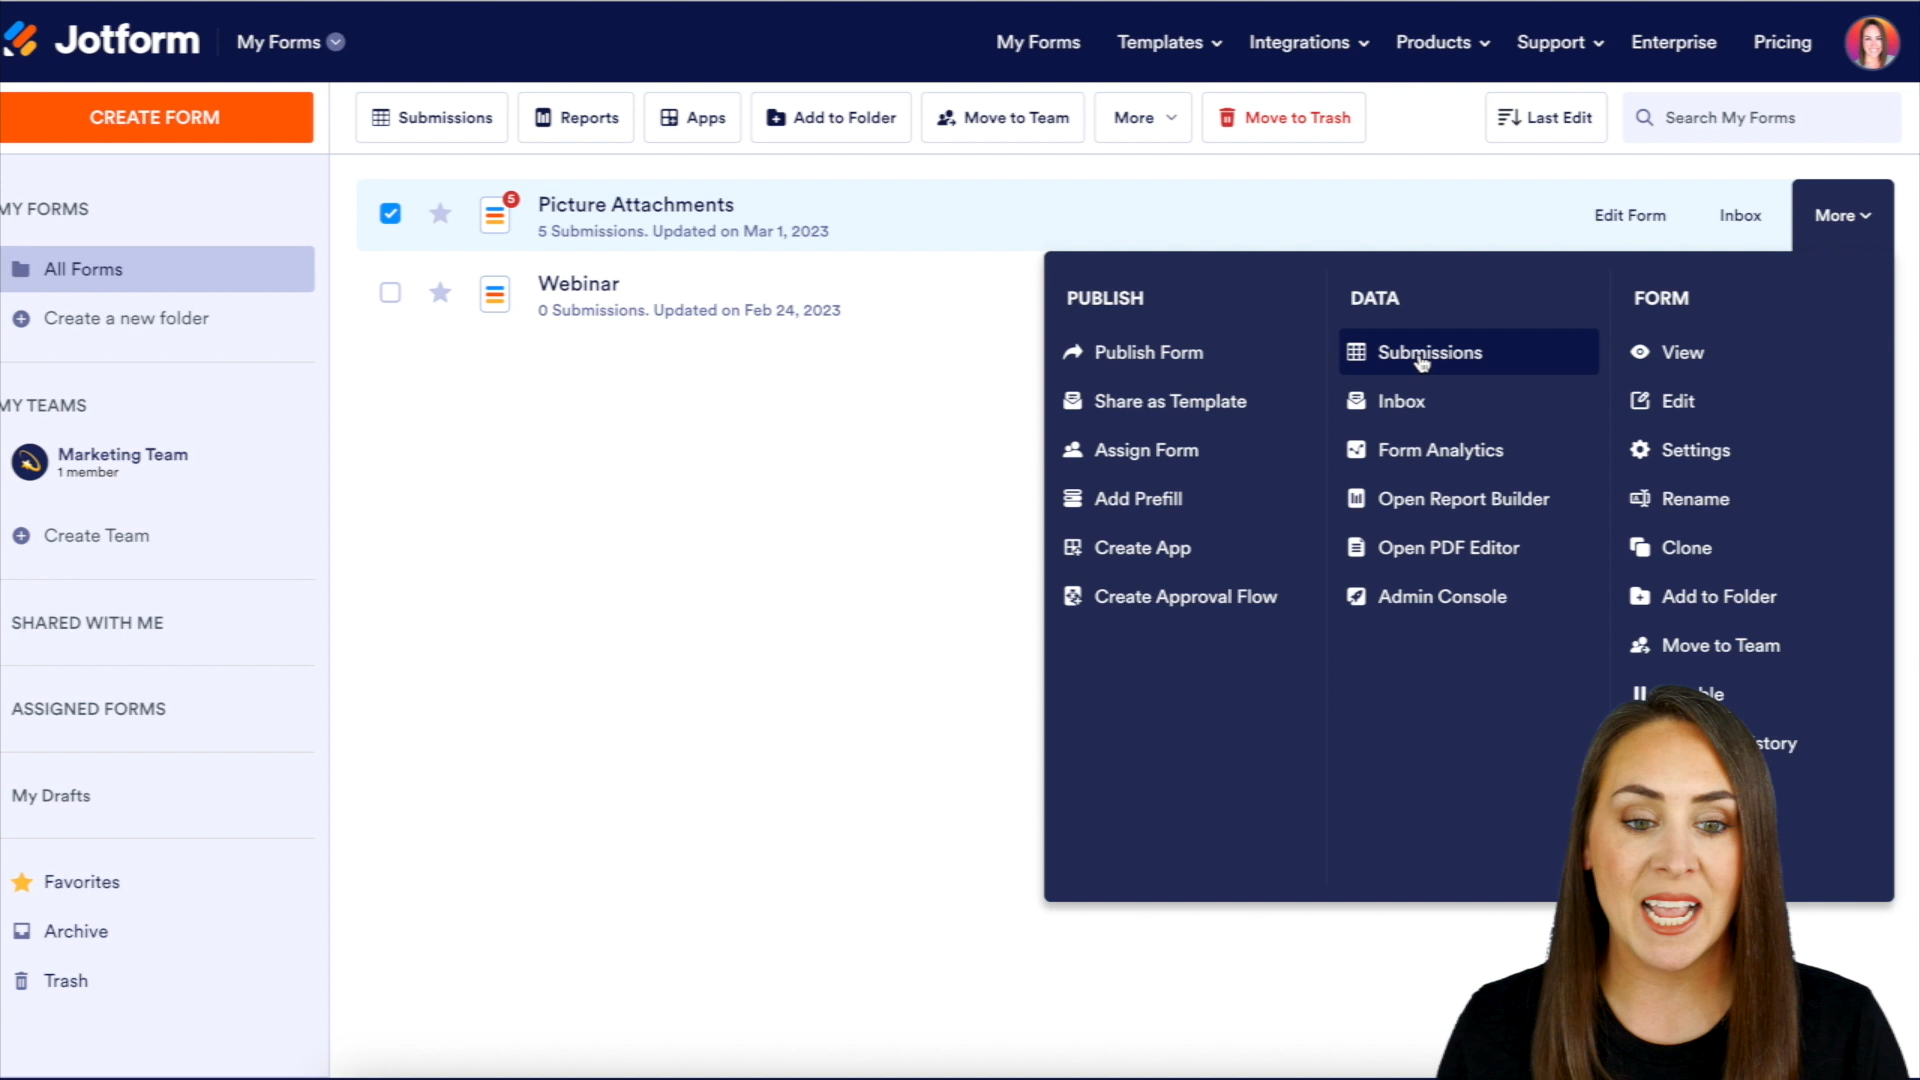 Jotform
My Forms
My Forms
Templates
Integrations
Products
Support
Enterprise
Pricing
CREATE FORM
Submissions
Reports
Apps
Add to Folder
Move to Team
More
Move to Trash
Last Edit
Search My Forms
MY FORMS
All Forms
Create a new folder
MY TEAMS
Marketing Team
1 member
Create Team
SHARED WITH ME
ASSIGNED FORMS
My Drafts
Favorites
Archive
Trash
5
Picture Attachments
5 Submissions. Updated on Mar 1, 2023
Edit Form
Inbox
More
Webinar
0 Submissions. Updated on Feb 24, 2023
PUBLISH
Publish Form
Share as Template
Assign Form
Add Prefill
Create App
Create Approval Flow
DATA
Submissions
Inbox
Form Analytics
Open Report Builder
Open PDF Editor
Admin Console
FORM
View
Edit
Settings
Rename
Clone
Add to Folder
Move to Team